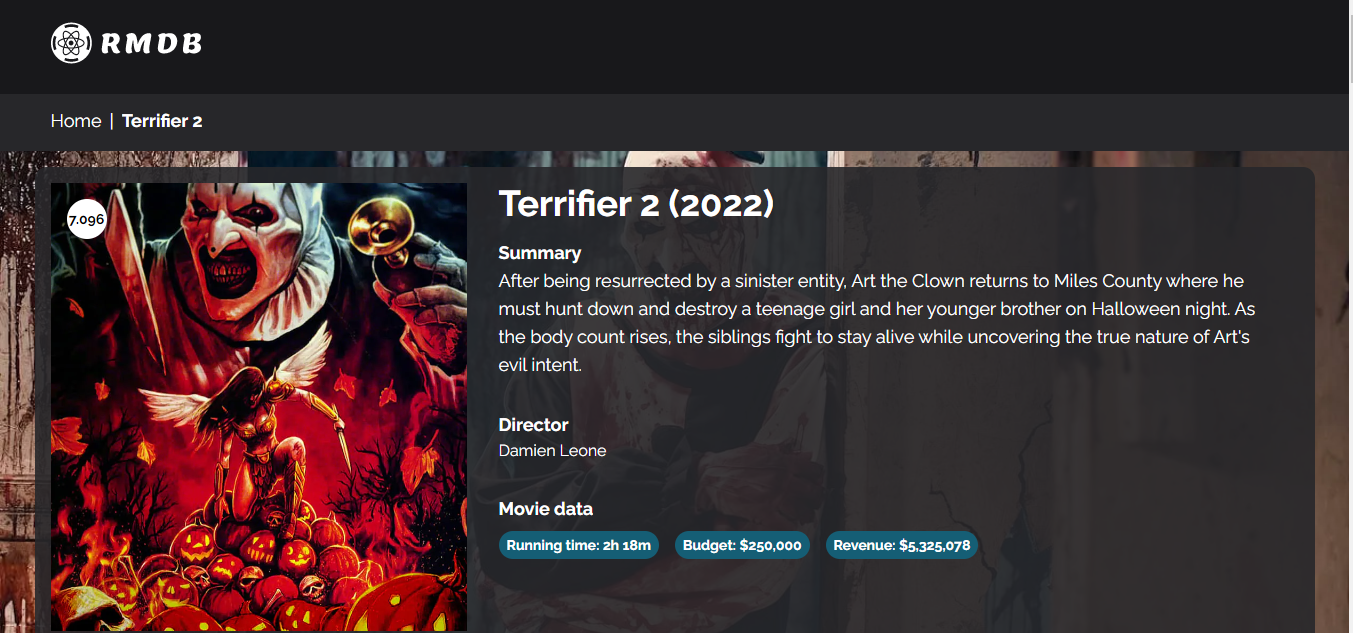 RMDB
Home | Terrifier 2
7.096
Terrifier 2 (2022)
Summary
After being resurrected by a sinister entity, Art the Clown returns to Miles County where he
must hunt down and destroy a teenage girl and her younger brother on Halloween night. As
the body count rises, the siblings fight to stay alive while uncovering the true nature of Art's
evil intent.
Director
Damien Leone
Movie data
Running time: 2h 18m Budget: $250,000 Revenue: $5,325,078